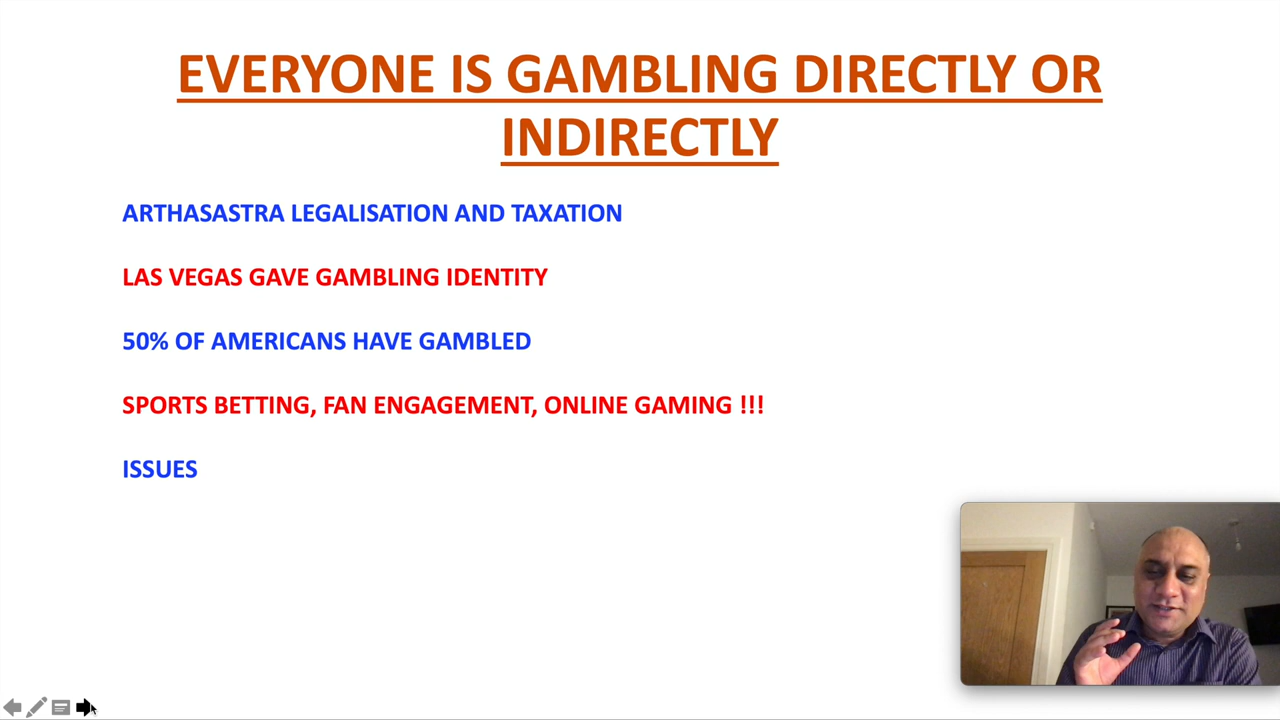 EVERYONE IS GAMBLING DIRECTLY OR
INDIRECTLY
ARTHASASTRA LEGALISATION AND TAXATION
LAS VEGAS GAVE GAMBLING IDENTITY
50% OF AMERICANS HAVE GAMBLED
SPORTS BETTING, FAN ENGAGEMENT, ONLINE GAMING !!!
ISSUES